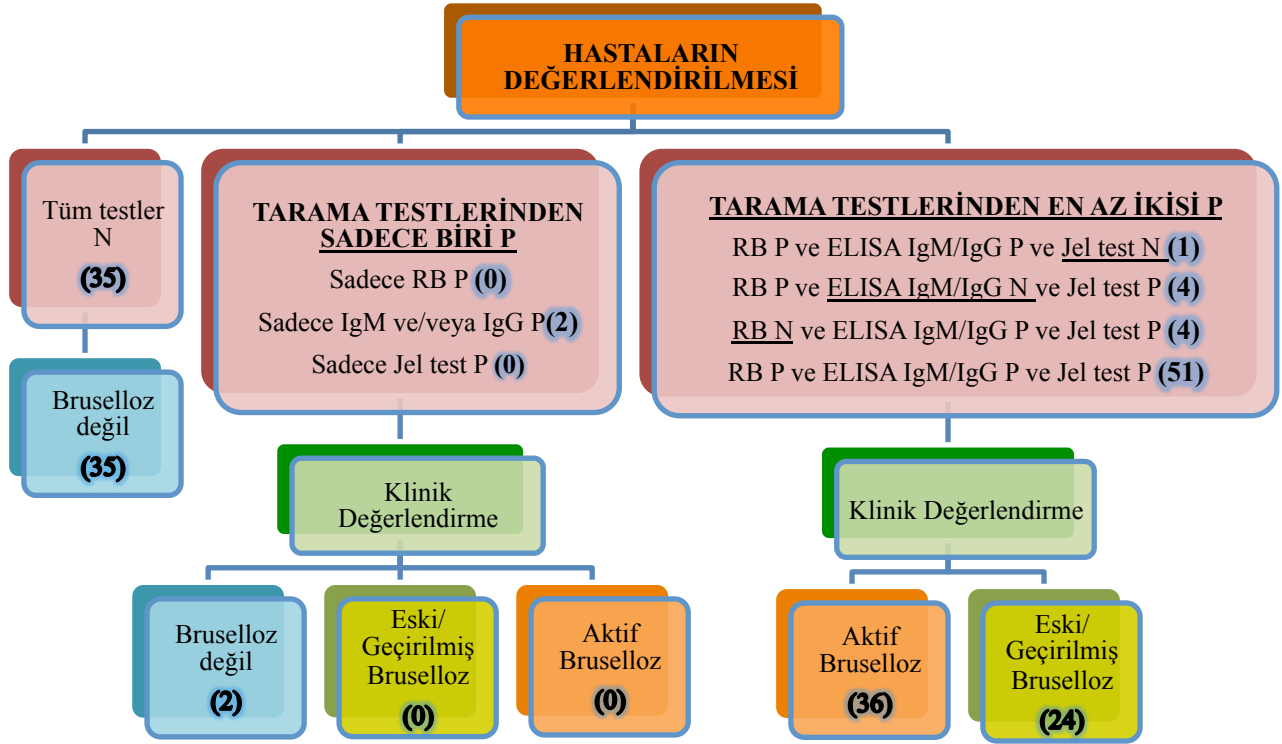 HASTALARIN
DEĞERLENDİRİLMESİ
Tüm testler
N
(35)
Bruselloz
değil
(35)
TARAMA TESTLERİNDEN
SADECE BİRİ P
Sadece RB P (0)
Sadece IgM ve/veya IgG P(2)
Sadece Jel test P (0)
Klinik
Değerlendirme
Bruselloz
değil
(2)
Eski/
Geçirilmiş
Bruselloz
(0)
Aktif
Bruselloz
(0)
TARAMA TESTLERİNDEN EN AZ İKİSİ P
RB P ve ELISA IgM/IgG P ve Jel test N (1)
RB P ve ELISA IgM/IgG N ve Jel test P (4)
RB N ve ELISA IgM/IgG P ve Jel test P (4)
RB P ve ELISA IgM/IgG P ve Jel test P (51)
Klinik Değerlendirme
Aktif
Bruselloz
(36)
Eski/
Geçirilmiş
Bruselloz
(24)